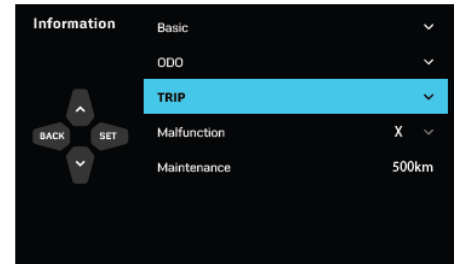 Information
Basic
ODO
TRIP
BACK SET
Malfunction X
Maintenance 500km